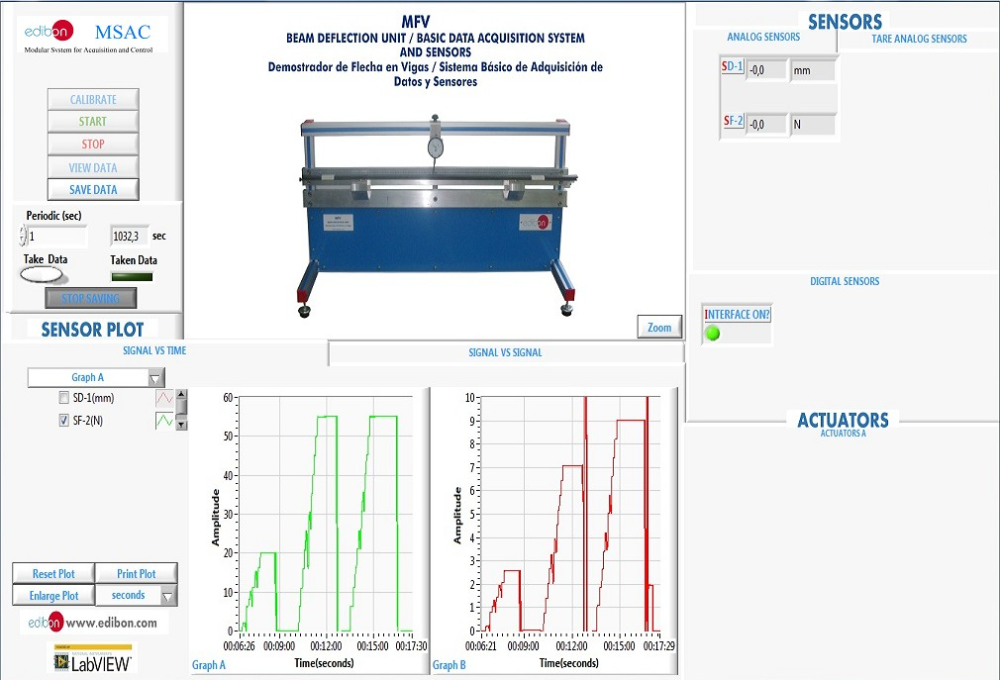 edibon MSAC
Modular System for Acquisition and Control
CALIBRATE
START
STOP
VIEW DATA
SAVE DATA
Periodic (sec)
1
1032,3 sec
Take Data
Taken Data
STOP SAVING
MFV
BEAM DEFLECTION UNIT / BASIC DATA ACQUISITION SYSTEM
AND SENSORS
Demostrador de Flecha en Vigas / Sistema Básico de Adquisición de
Datos y Sensores
MFV
edibon
Zoom
SENSORS
ANALOG SENSORS
TARE ANALOG SENSORS
SD-1 -0,0 mm
SF-2 -0,0 N
DIGITAL SENSORS
INTERFACE ON?
ACTUATORS
ACTUATORS A
SENSOR PLOT
SIGNAL VS TIME
SIGNAL VS SIGNAL
Graph A
SD-1(mm)
SF-2(N)
Reset Plot
Print Plot
Enlarge Plot
seconds
edibon www.edibon.com
LabVIEW
60
50
40
30
20
10
0
Amplitude
00:06:26 00:09:00 00:12:00 00:15:00 00:17:30
Time(seconds)
Graph A
10
9
8
7
6
5
4
3
2
1
0
Amplitude
00:06:21 00:09:00 00:12:00 00:15:00 00:17:29
Time(seconds)
Graph B